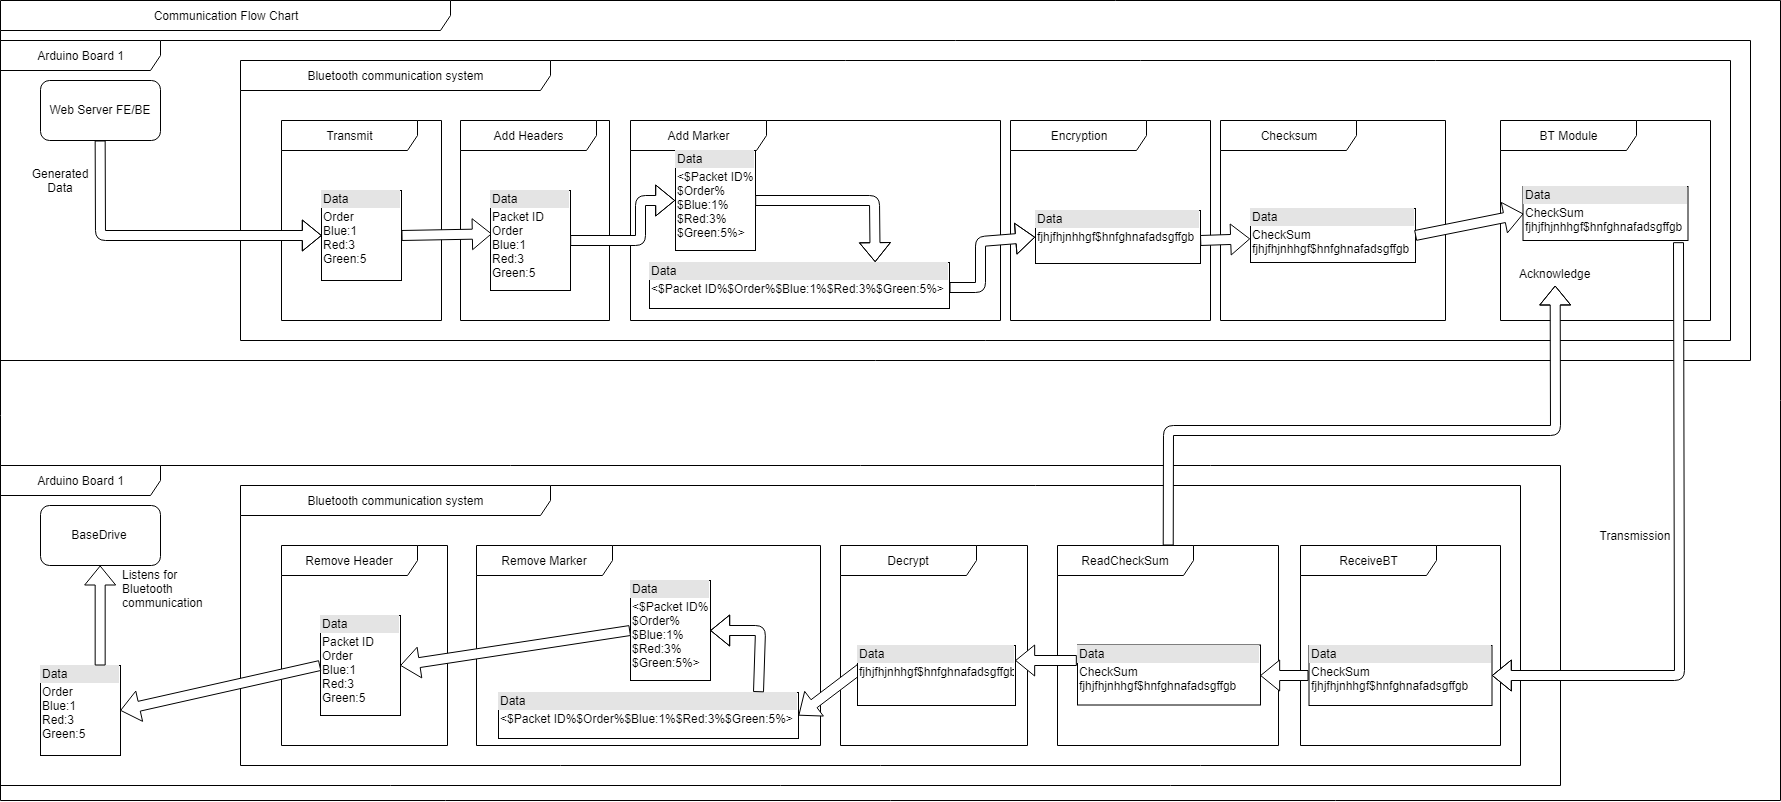 Communication Flow Chart
Arduino Board 1
Web Server FE/BE
Generated
Data
Bluetooth communication system
Transmit
Data
Order
Blue:1
Red:3
Green:5
Add Headers
Data
Packet ID
Order
Blue:1
Red:3
Green:5
Add Marker
Data
<$Packet ID%
$Order%
$Blue:1%
$Red:3%
$Green:5%>
Data
<$Packet ID%$Order%$Blue:1%$Red:3%$Green:5%>
Encryption
Data
fjhjfhjnhhgf$hnfghnafadsgffgb
Checksum
Data
CheckSum
fjhjfhjnhhgf$hnfghnafadsgffgb
BT Module
Data
CheckSum
fjhjfhjnhhgf$hnfghnafadsgffgb
Acknowledge
Transmission
Arduino Board 1
BaseDrive
Listens for
Bluetooth
communication
Data
Order
Blue:1
Red:3
Green:5
Bluetooth communication system
Remove Header
Data
Packet ID
Order
Blue:1
Red:3
Green:5
Remove Marker
Data
<$Packet ID%
$Order%
$Blue:1%
$Red:3%
$Green:5%>
Data
<$Packet ID%$Order%$Blue:1%$Red:3%$Green:5%>
Decrypt
Data
fjhjfhjnhhgf$hnfghnafadsgffgb
ReadCheckSum
Data
CheckSum
fjhjfhjnhhgf$hnfghnafadsgffgb
ReceiveBT
Data
CheckSum
fjhjfhjnhhgf$hnfghnafadsgffgb